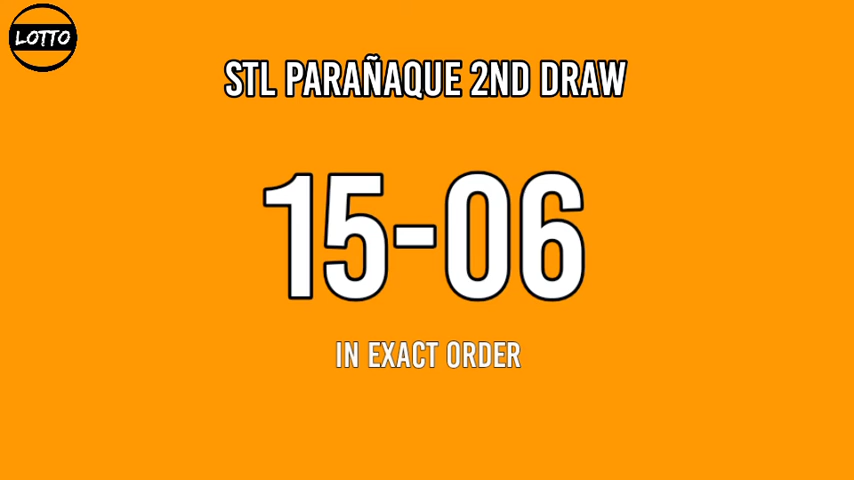 LOTTO
STL PARAÑAQUE 2ND DRAW
15-06
IN EXACT ORDER